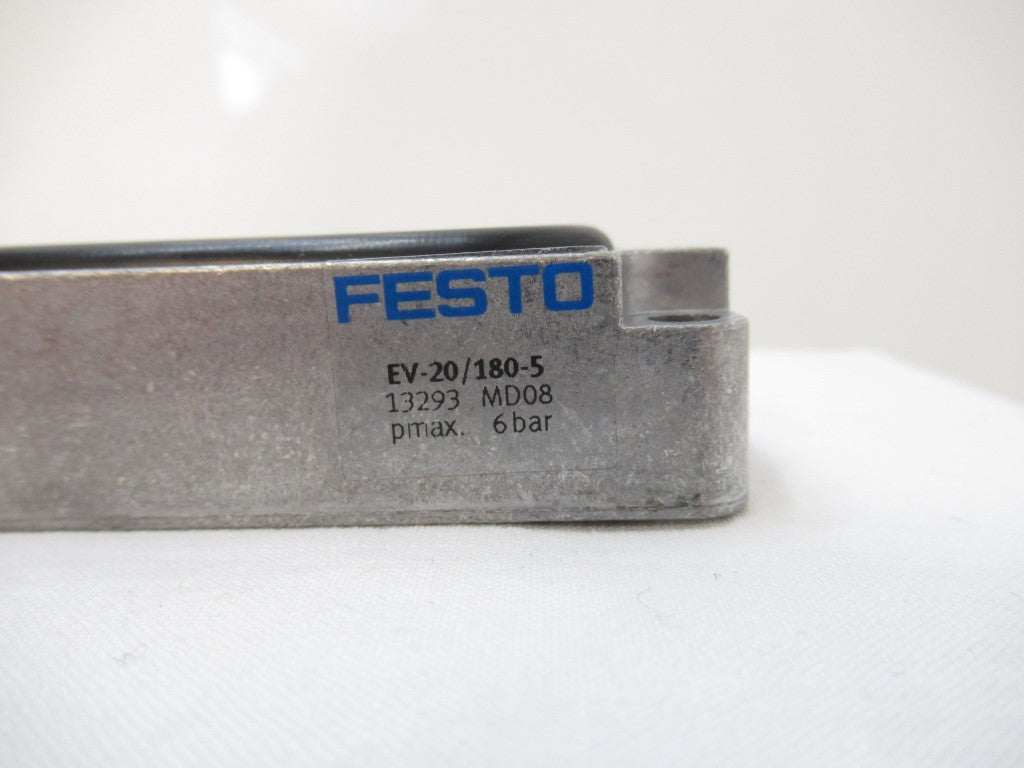 FESTO
EV-20/180-5
13293 MD08
pmax. 6bar